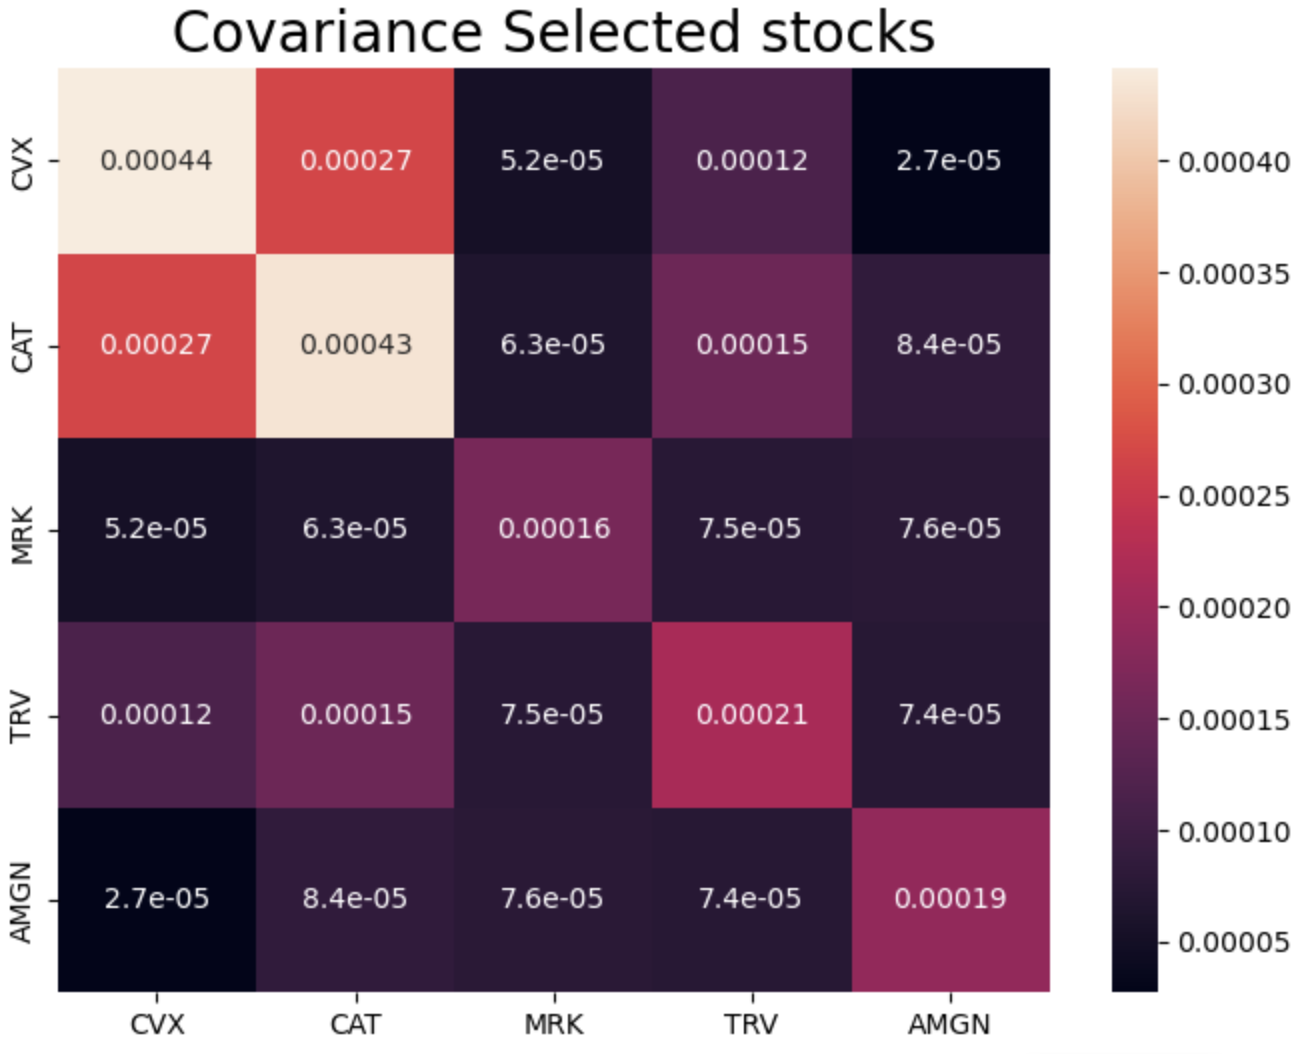 Covariance Selected stocks
CVX 0.00044 0.00027 5.2e-05 0.00012 2.7e-05
CAT 0.00027 0.00043 6.3e-05 0.00015 8.4e-05
MRK 5.2e-05 6.3e-05 0.00016 7.5e-05 7.6e-05
TRV 0.00012 0.00015 7.5e-05 0.00021 7.4e-05
AMGN 2.7e-05 8.4e-05 7.6e-05 7.4e-05 0.00019
CVX CAT MRK TRV AMGN
0.00040
0.00035
0.00030
0.00025
0.00020
0.00015
0.00010
0.00005